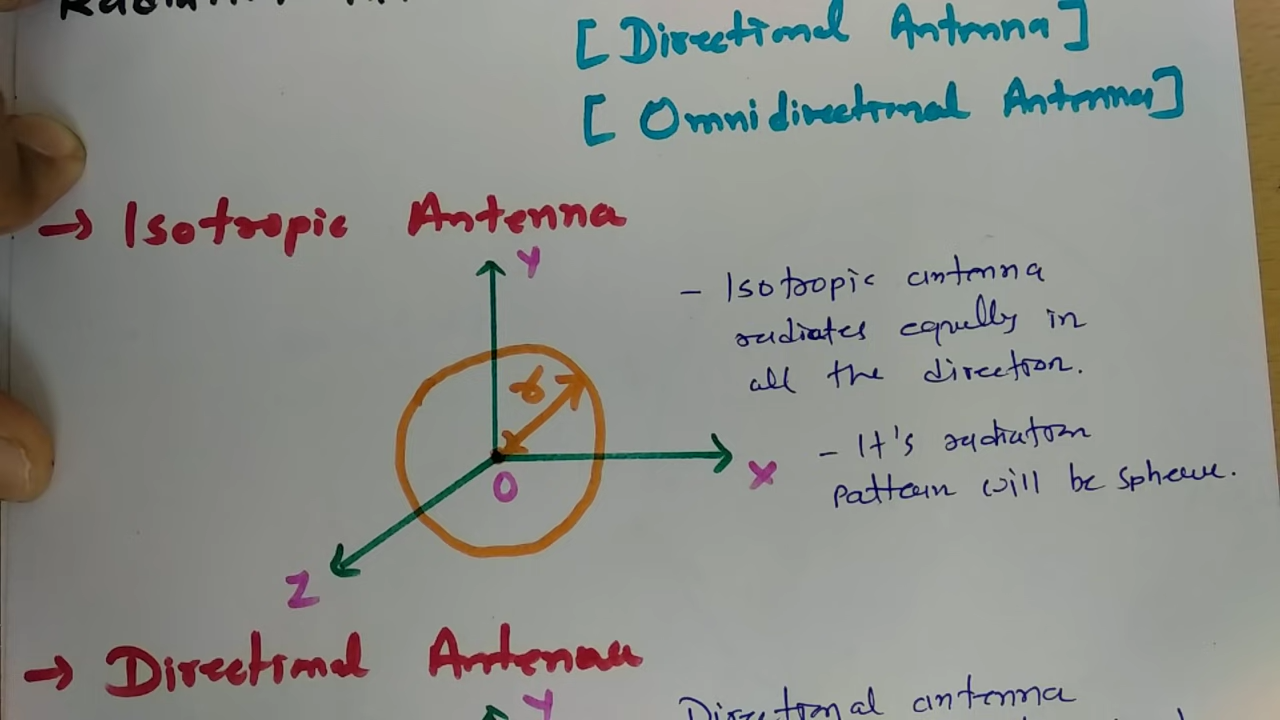 [Directional Antenna]
[Omnidirectional Antenna]
→ Isotropic Antenna
Y
r
O
X
Z
- Isotropic antenna
radiates equally in
all the direction.
- It's radiation
pattern will be sphere.
→ Directional Antenna
Y
Directional antenna